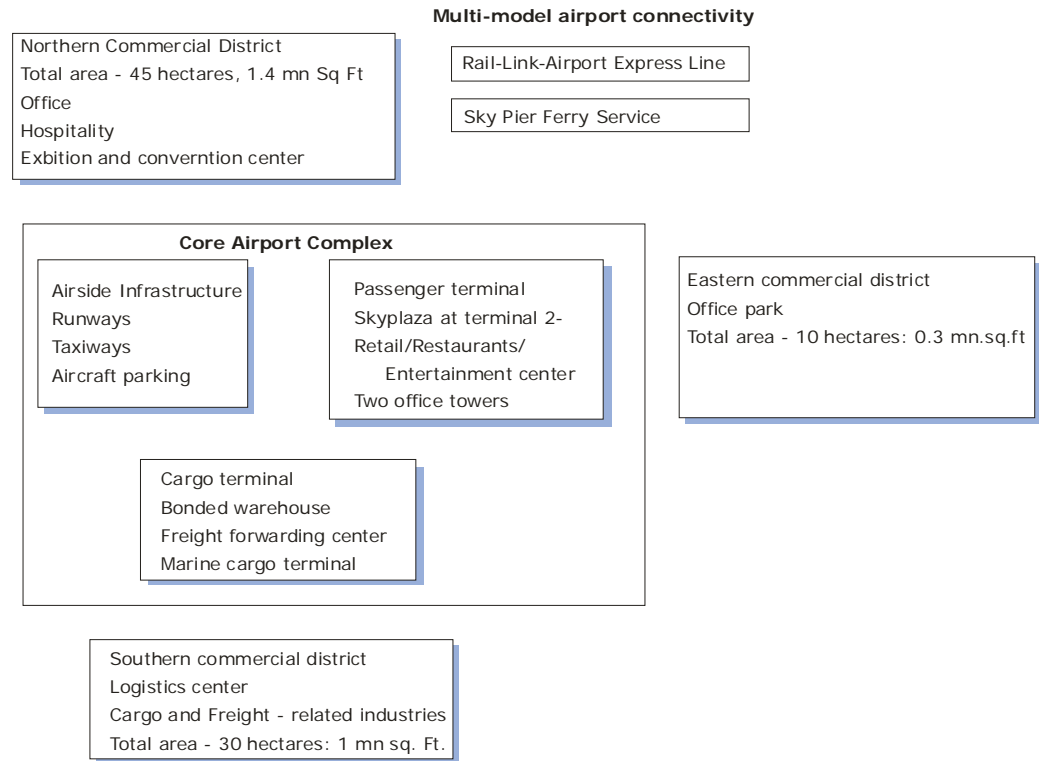 Multi-model airport connectivity
Northern Commercial District
Total area - 45 hectares, 1.4 mn Sq Ft
Office
Hospitality
Exbition and converntion center
Rail-Link-Airport Express Line
Sky Pier Ferry Service
Core Airport Complex
Airside Infrastructure
Runways
Taxiways
Aircraft parking
Passenger terminal
Skyplaza at terminal 2-
Retail/Restaurants/
Entertainment center
Two office towers
Eastern commercial district
Office park
Total area - 10 hectares: 0.3 mn.sq.ft
Cargo terminal
Bonded warehouse
Freight forwarding center
Marine cargo terminal
Southern commercial district
Logistics center
Cargo and Freight - related industries
Total area - 30 hectares: 1 mn sq. Ft.